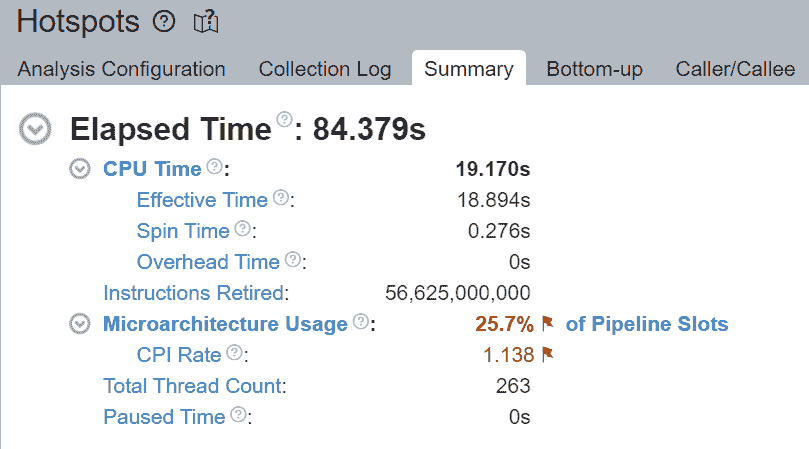 Hotspots ? ?
Analysis Configuration Collection Log Summary Bottom-up Caller/Callee
Elapsed Time ?: 84.379s
CPU Time ?: 19.170s
Effective Time ?: 18.894s
Spin Time ?: 0.276s
Overhead Time ?: 0s
Instructions Retired: 56,625,000,000
Microarchitecture Usage ?: 25.7% of Pipeline Slots
CPI Rate ?: 1.138
Total Thread Count: 263
Paused Time ?: 0s